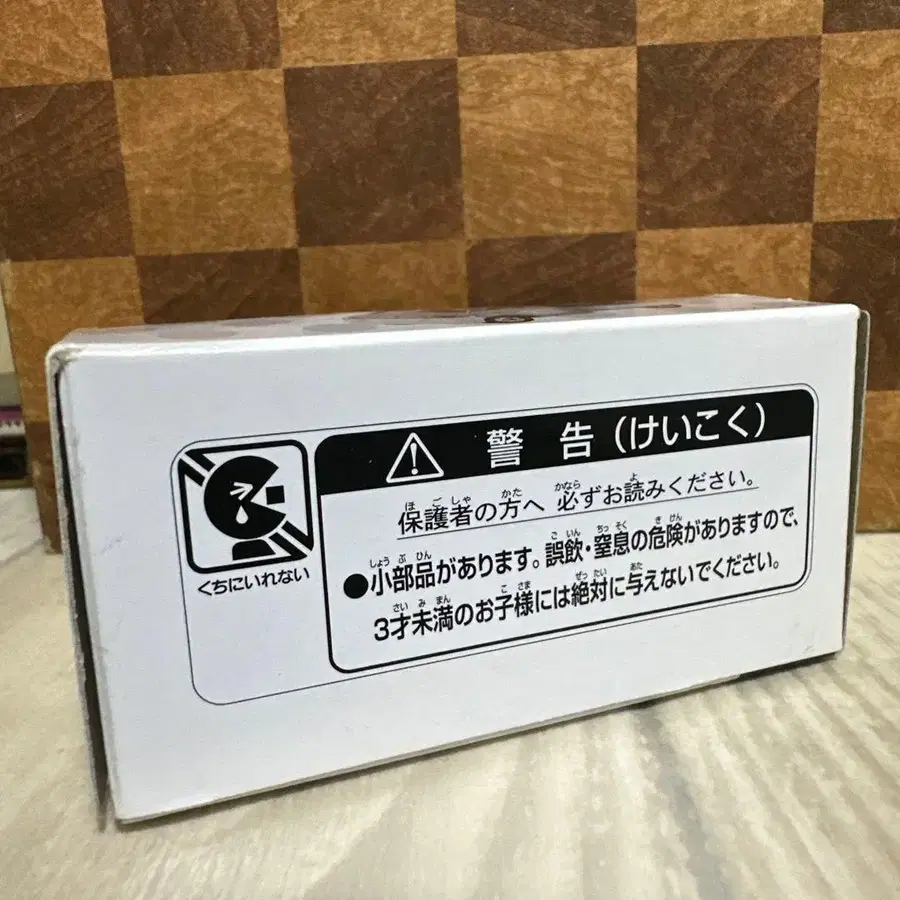 警告（けいこく）
保護者の方へ 必ずお読みください。
●小部品があります。誤飲・窒息の危険がありますので、
3才未満のお子様には絶対に与えないでください。
くちにいれない